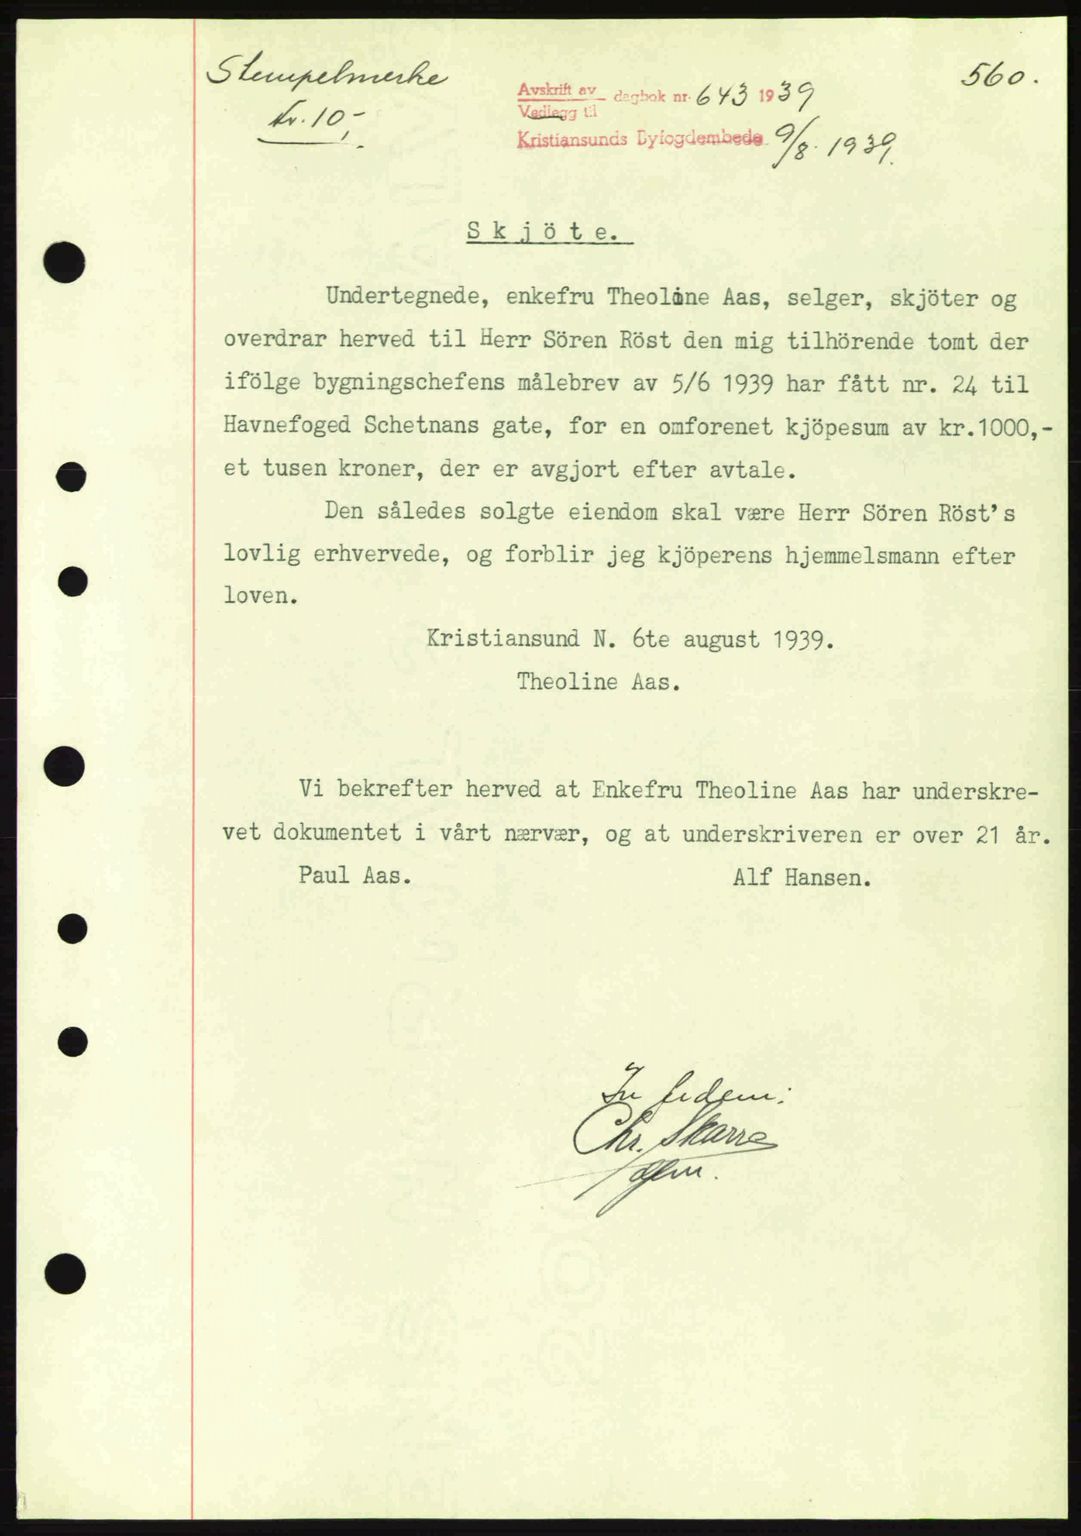 Stempelmerke
kr. 10,-
560.
Avskrift av
Vedlegg til
dagbok nr. 643 1939
Kristiansunds Byfogdembede 9/8. 1939.
Skjöte.
Undertegnede, enkefru Theoline Aas, selger, skjöter og
overdrar herved til Herr Sören Röst den mig tilhörende tomt der
ifölge bygningschefens målebrev av 5/6 1939 har fått nr. 24 til
Havnefoged Schetnans gate, for en omforenet kjöpesum av kr.1000,-
et tusen kroner, der er avgjort efter avtale.
Den således solgte eiendom skal være Herr Sören Röst's
lovlig erhvervede, og forblir jeg kjöperens hjemmelsmann efter
loven.
Kristiansund N. 6te august 1939.
Theoline Aas.
Vi bekrefter herved at Enkefru Theoline Aas har underskre-
vet dokumentet i vårt nærvær, og at underskriveren er over 21 år.
Paul Aas. Alf Hansen.
In fidem:
Chr. Skarre